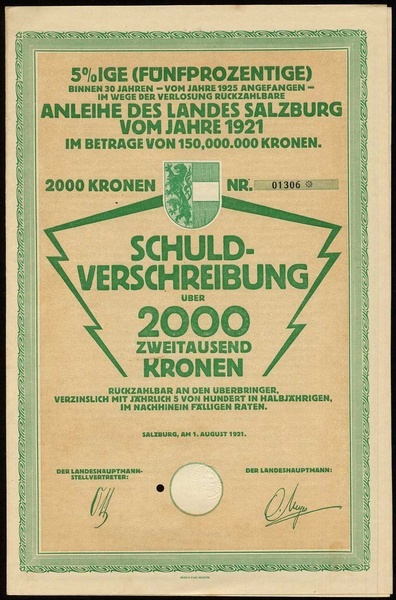 5%IGE (FÜNFPROZENTIGE)
BINNEN 30 JAHREN – VOM JAHRE 1925 ANGEFANGEN –
IM WEGE DER VERLOSUNG RÜCKZAHLBARE
ANLEIHE DES LANDES SALZBURG
VOM JAHRE 1921
IM BETRAGE VON 150,000.000 KRONEN.
2000 KRONEN NR. 01306
SCHULD-
VERSCHREIBUNG
ÜBER
2000
ZWEITAUSEND
KRONEN
RÜCKZAHLBAR AN DEN ÜBERBRINGER,
VERZINSLICH MIT JÄHRLICH 5 VON HUNDERT IN HALBJÄHRIGEN,
IM NACHHINEIN FÄLLIGEN RATEN.
SALZBURG, AM 1. AUGUST 1921.
DER LANDESHAUPTMANN-
STELLVERTRETER:
DER LANDESHAUPTMANN: